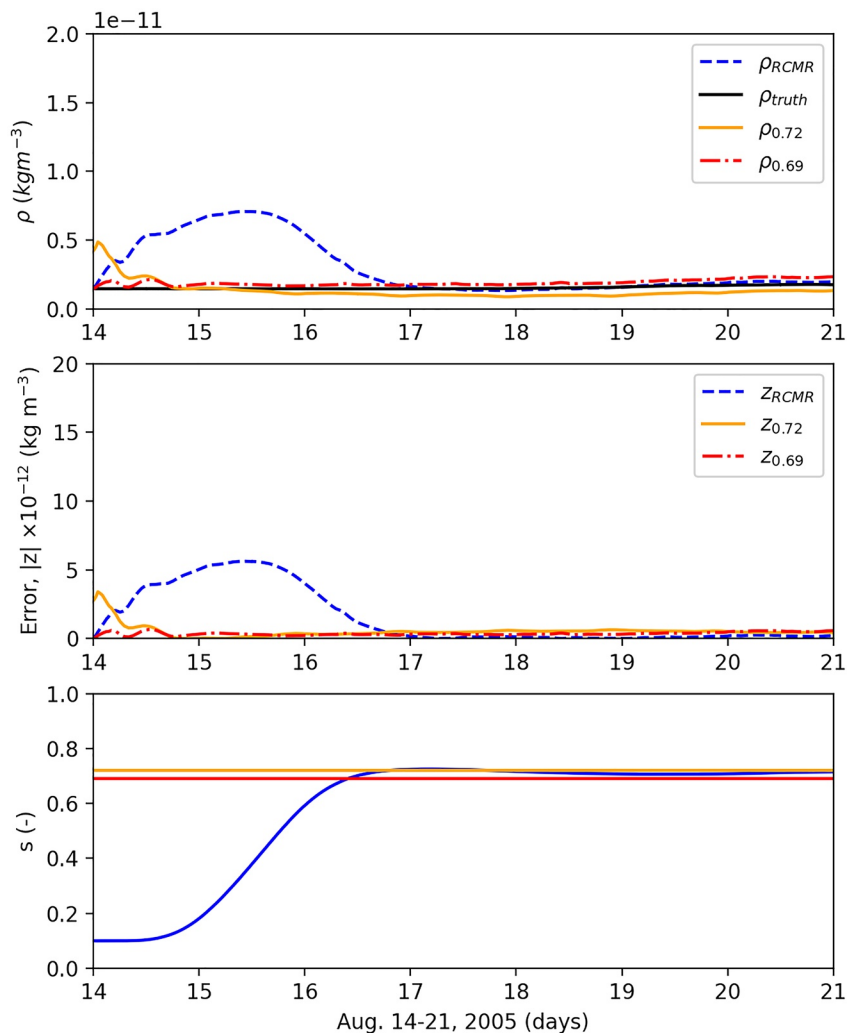 1e−11
2.0
1.5
1.0
0.5
0.0
ρ (kgm⁻³)
ρ_RCMR
ρ_truth
ρ_0.72
ρ_0.69
14 15 16 17 18 19 20 21
20
15
10
5
0
Error, |z| ×10⁻¹² (kg m⁻³)
z_RCMR
z_0.72
z_0.69
14 15 16 17 18 19 20 21
1.0
0.8
0.6
0.4
0.2
0.0
s (-)
14 15 16 17 18 19 20 21
Aug. 14-21, 2005 (days)